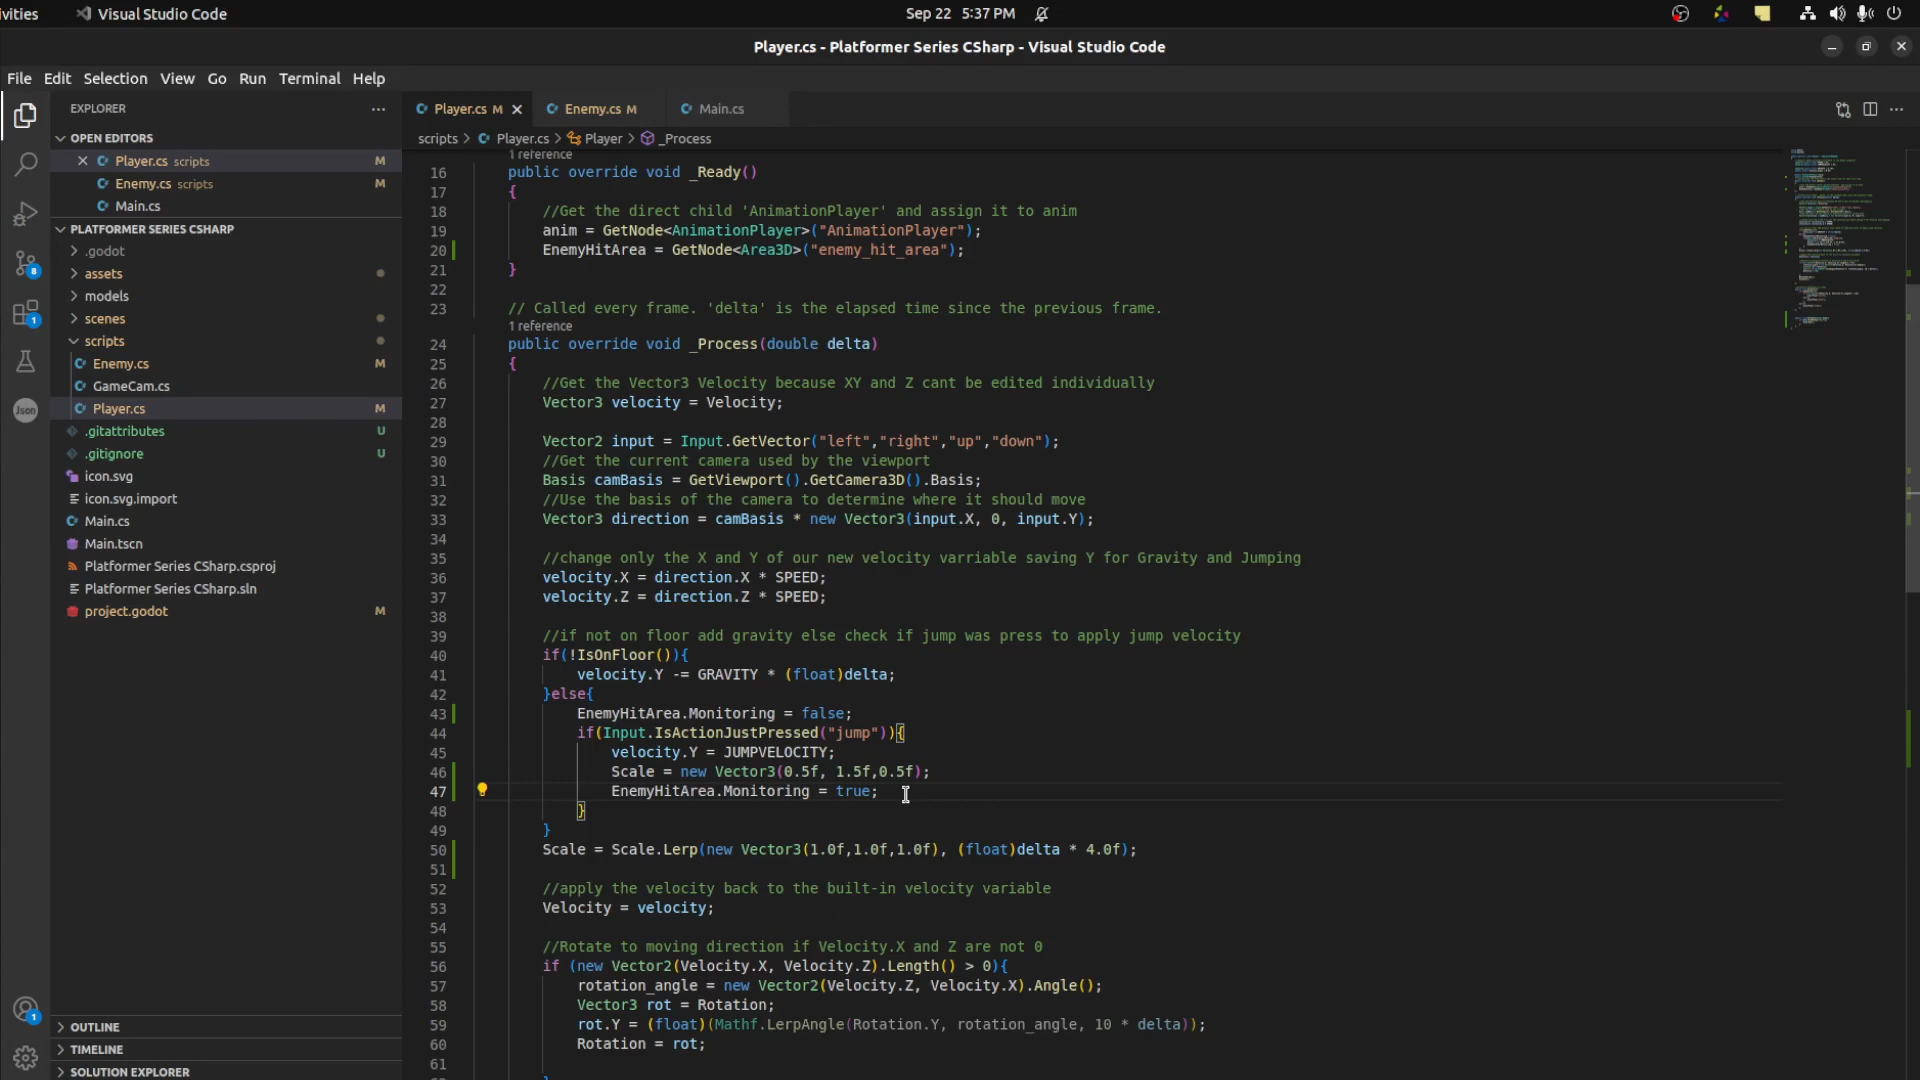 ivities
Visual Studio Code
Sep 22 5:37 PM
Player.cs - Platformer Series CSharp - Visual Studio Code
File Edit Selection View Go Run Terminal Help
EXPLORER
OPEN EDITORS
Player.cs scripts M
Enemy.cs scripts M
Main.cs
PLATFORMER SERIES CSHARP
.godot
assets
models
scenes
scripts
Enemy.cs M
GameCam.cs
Player.cs M
.gitattributes U
.gitignore U
icon.svg
icon.svg.import
Main.cs
Main.tscn
Platformer Series CSharp.csproj
Platformer Series CSharp.sln
project.godot M
OUTLINE
TIMELINE
SOLUTION EXPLORER
8
1
Json
1
Player.cs M Enemy.cs M Main.cs
scripts > Player.cs > Player > _Process
1 reference
16 public override void _Ready()
17 {
18 //Get the direct child 'AnimationPlayer' and assign it to anim
19 anim = GetNode<AnimationPlayer>("AnimationPlayer");
20 EnemyHitArea = GetNode<Area3D>("enemy_hit_area");
21 }
22
23 // Called every frame. 'delta' is the elapsed time since the previous frame.
1 reference
24 public override void _Process(double delta)
25 {
26 //Get the Vector3 Velocity because XY and Z cant be edited individually
27 Vector3 velocity = Velocity;
28
29 Vector2 input = Input.GetVector("left","right","up","down");
30 //Get the current camera used by the viewport
31 Basis camBasis = GetViewport().GetCamera3D().Basis;
32 //Use the basis of the camera to determine where it should move
33 Vector3 direction = camBasis * new Vector3(input.X, 0, input.Y);
34
35 //change only the X and Y of our new velocity varriable saving Y for Gravity and Jumping
36 velocity.X = direction.X * SPEED;
37 velocity.Z = direction.Z * SPEED;
38
39 //if not on floor add gravity else check if jump was press to apply jump velocity
40 if(!IsOnFloor()){
41 velocity.Y -= GRAVITY * (float)delta;
42 }else{
43 EnemyHitArea.Monitoring = false;
44 if(Input.IsActionJustPressed("jump")){
45 velocity.Y = JUMPVELOCITY;
46 Scale = new Vector3(0.5f, 1.5f,0.5f);
47 EnemyHitArea.Monitoring = true;
48 }
49 }
50 Scale = Scale.Lerp(new Vector3(1.0f,1.0f,1.0f), (float)delta * 4.0f);
51
52 //apply the velocity back to the built-in velocity variable
53 Velocity = velocity;
54
55 //Rotate to moving direction if Velocity.X and Z are not 0
56 if (new Vector2(Velocity.X, Velocity.Z).Length() > 0){
57 rotation_angle = new Vector2(Velocity.Z, Velocity.X).Angle();
58 Vector3 rot = Rotation;
59 rot.Y = (float)(Mathf.LerpAngle(Rotation.Y, rotation_angle, 10 * delta));
60 Rotation = rot;
61